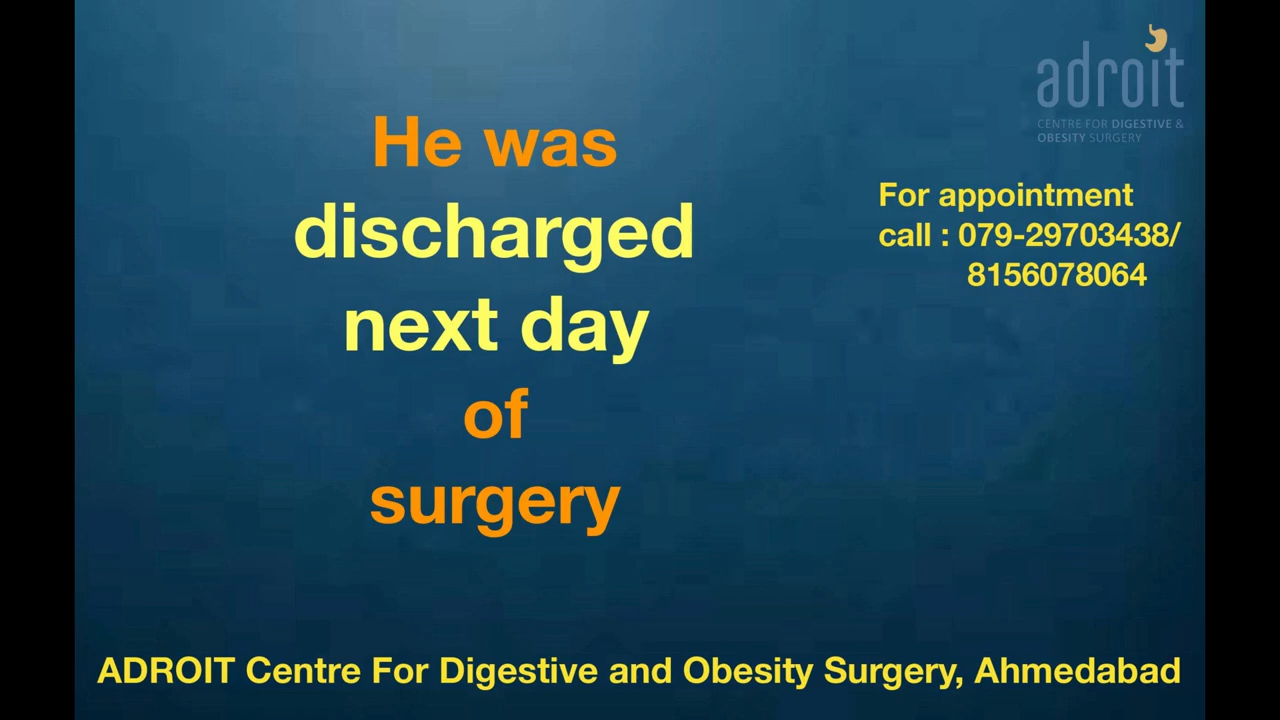 adroit
CENTRE FOR DIGESTIVE &
OBESITY SURGERY
He was
discharged
next day
of
surgery
For appointment
call : 079-29703438/
8156078064
ADROIT Centre For Digestive and Obesity Surgery, Ahmedabad